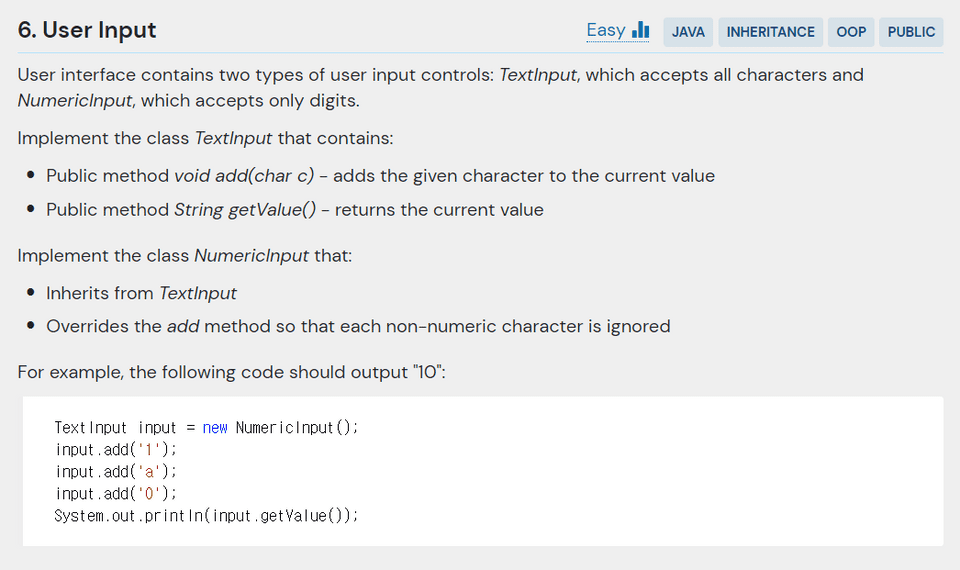 6. User Input
Easy
JAVA
INHERITANCE
OOP
PUBLIC
User interface contains two types of user input controls: TextInput, which accepts all characters and
NumericInput, which accepts only digits.
Implement the class TextInput that contains:
• Public method void add(char c) - adds the given character to the current value
• Public method String getValue() - returns the current value
Implement the class NumericInput that:
• Inherits from TextInput
• Overrides the add method so that each non-numeric character is ignored
For example, the following code should output "10":
TextInput input = new NumericInput();
input.add('1');
input.add('a');
input.add('0');
System.out.println(input.getValue());